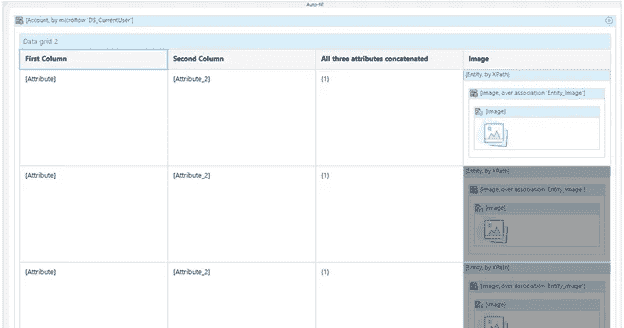 Auto-fill
[Account, by microflow 'DS_CurrentUser']
Data grid 2
First Column Second Column All three attributes concatenated Image
[Attribute] [Attribute_2] {1} [Entity, by XPath]
[Image, over association 'Entity_Image']
[Image]
[Attribute] [Attribute_2] {1} [Entity, by XPath]
[Image, over association 'Entity_Image']
[Image]
[Attribute] [Attribute_2] {1} [Entity, by XPath]
[Image, over association 'Entity_Image']
[Image]